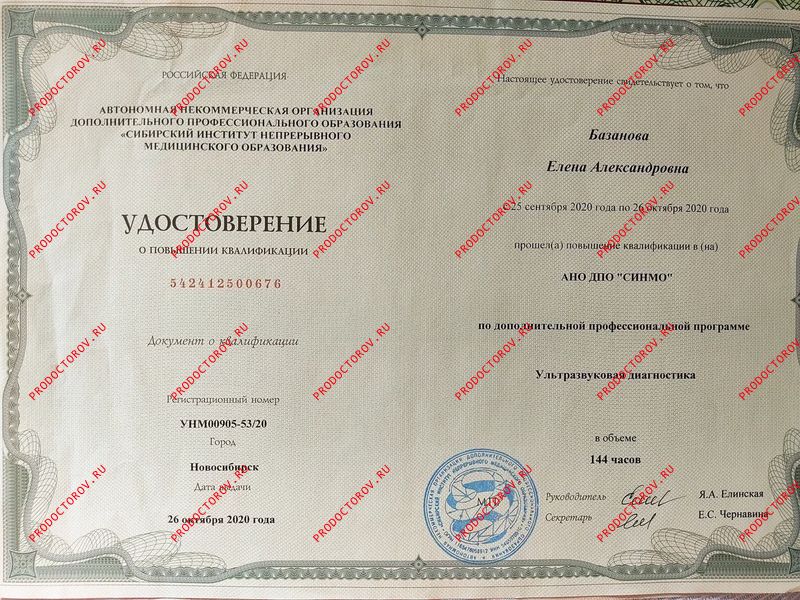 РОССИЙСКАЯ ФЕДЕРАЦИЯ
АВТОНОМНАЯ НЕКОММЕРЧЕСКАЯ ОРГАНИЗАЦИЯ
ДОПОЛНИТЕЛЬНОГО ПРОФЕССИОНАЛЬНОГО ОБРАЗОВАНИЯ
«СИБИРСКИЙ ИНСТИТУТ НЕПРЕРЫВНОГО
МЕДИЦИНСКОГО ОБРАЗОВАНИЯ»
УДОСТОВЕРЕНИЕ
О ПОВЫШЕНИИ КВАЛИФИКАЦИИ
542412500676
Документ о квалификации
Регистрационный номер
УНМ00905-53/20
Город
Новосибирск
Дата выдачи
26 октября 2020 года
Настоящее удостоверение свидетельствует о том, что
Базанова
Елена Александровна
с 25 сентября 2020 года по 26 октября 2020 года
прошел(а) повышение квалификации в (на)
АНО ДПО "СИНМО"
по дополнительной профессиональной программе
Ультразвуковая диагностика
в объеме
144 часов
Руководитель Я.А. Елинская
Секретарь Е.С. Чернавина
М.П.
PRODOCTOROV.RU